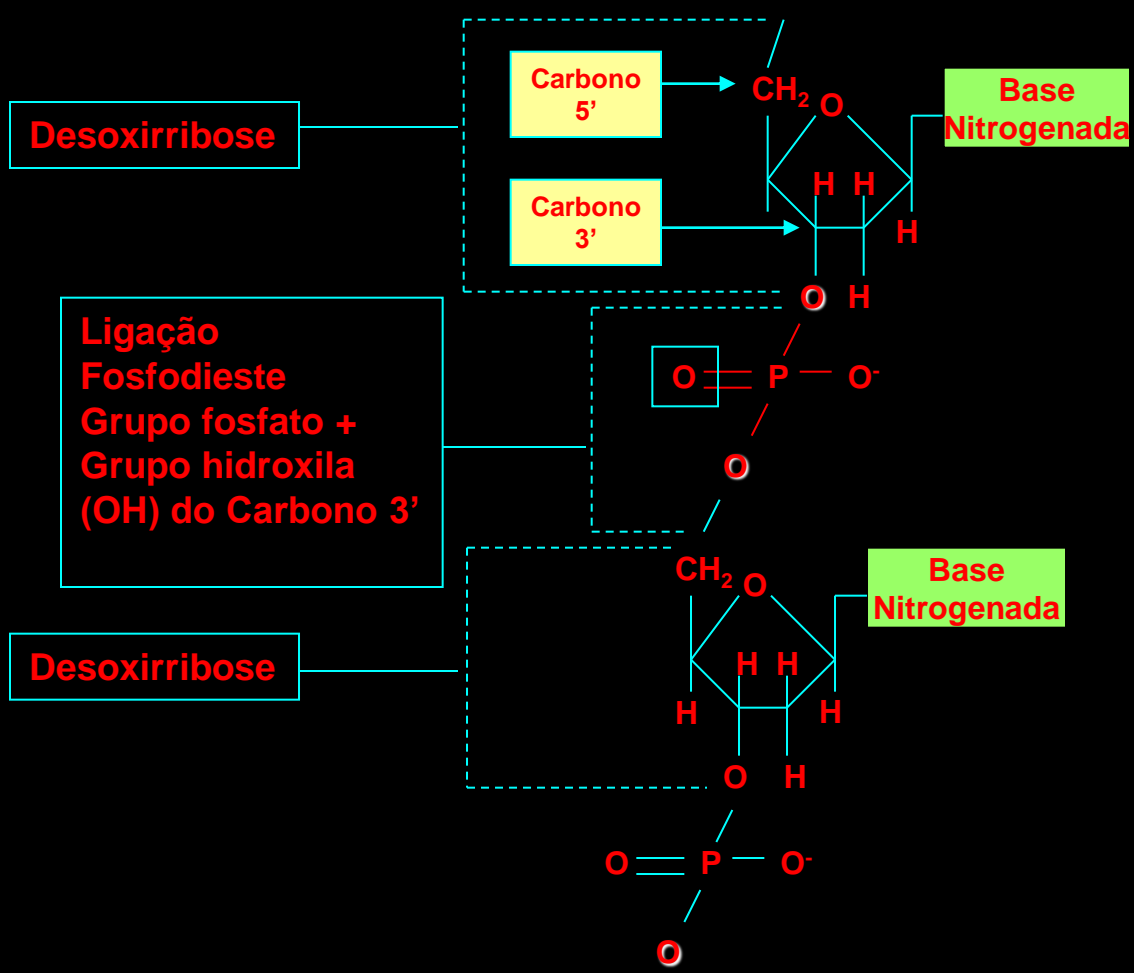 Carbono
5’
CH2 O
Base
Nitrogenada
Desoxirribose
H H
Carbono
3’
H
O H
Ligação
Fosfodieste
Grupo fosfato +
Grupo hidroxila
(OH) do Carbono 3’
O P O-
O
CH2 O
Base
Nitrogenada
Desoxirribose
H H
H H
O H
O P O-
O